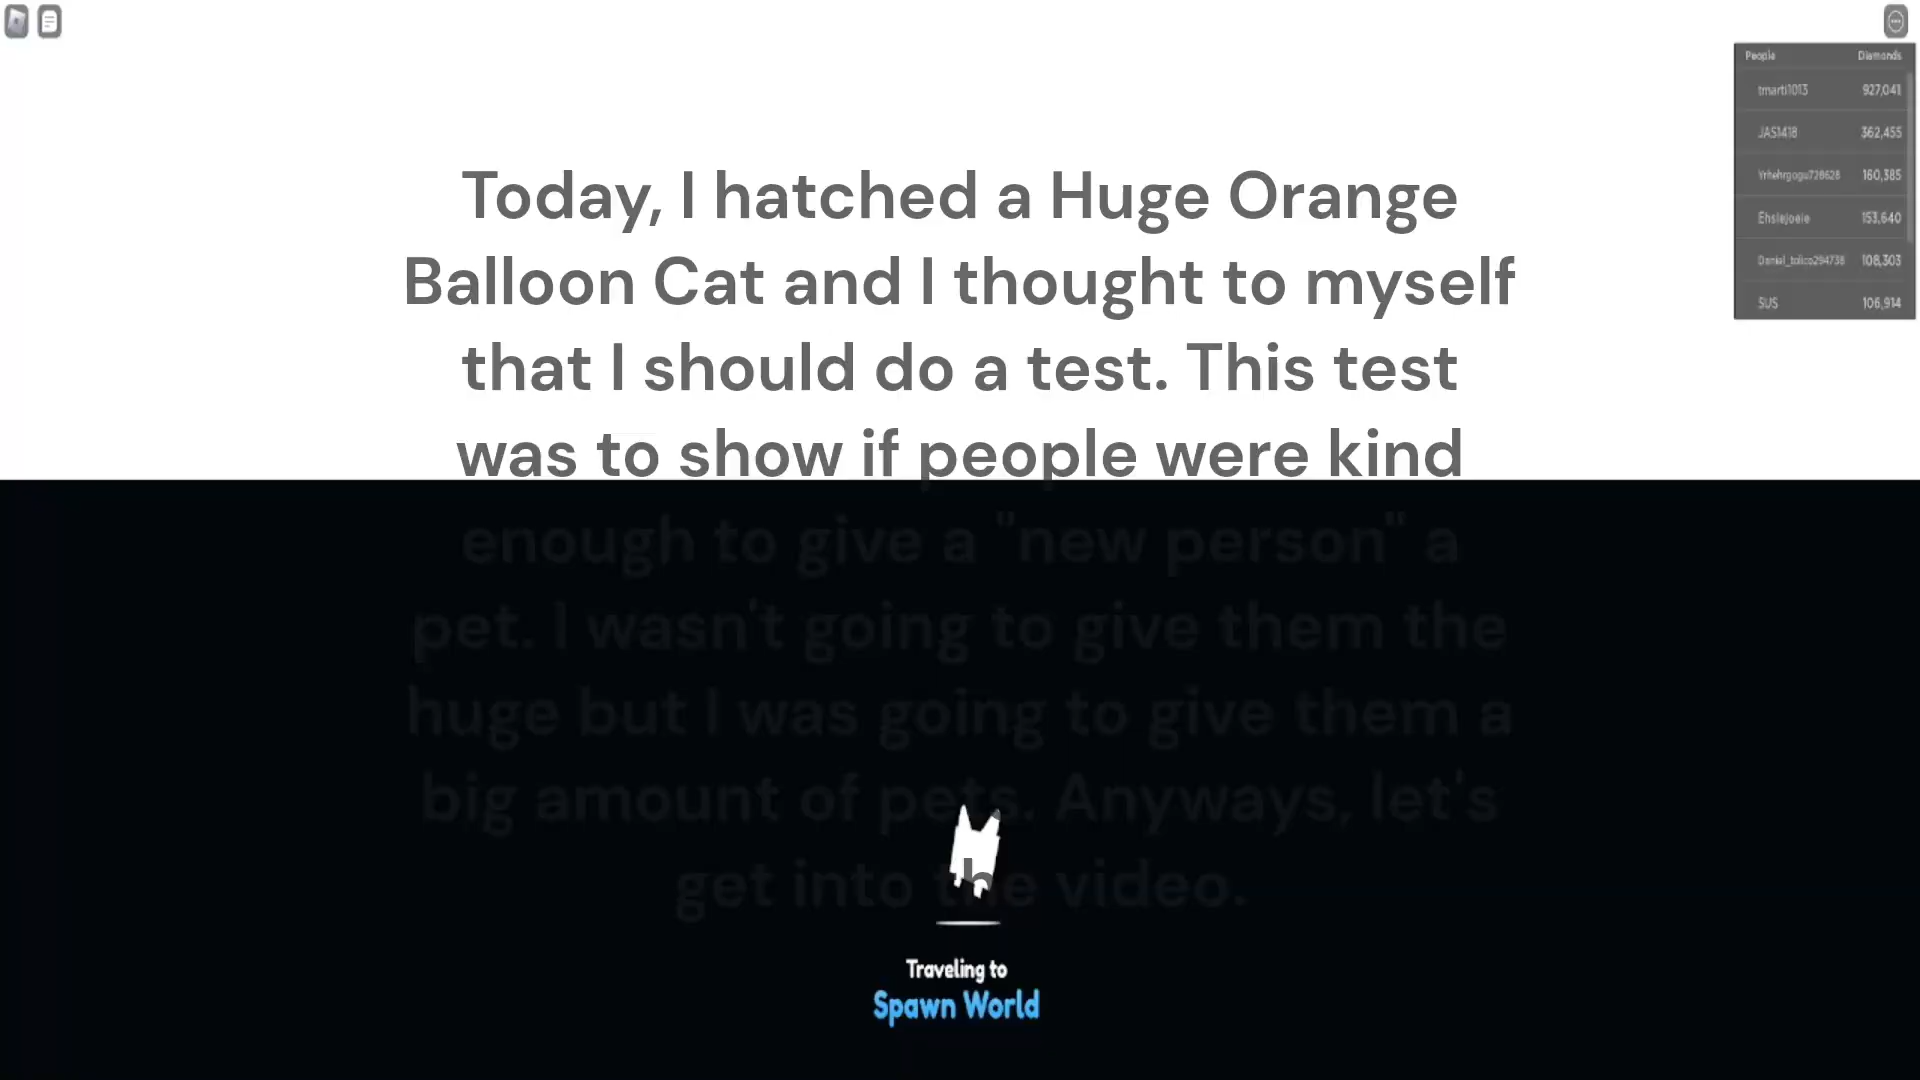 People Diamonds
tmarti1013 927,041
JAS1418 362,455
Yrhehrgogu728628 160,385
Ehslejoeie 153,640
Daniel_talico294738 108,303
SUS 106,914
Today, I hatched a Huge Orange
Balloon Cat and I thought to myself
that I should do a test. This test
was to show if people were kind
enough to give a "new person" a
pet. I wasn't going to give them the
huge but I was going to give them a
big amount of pets. Anyways, let's
get into the video.
Traveling to
Spawn World